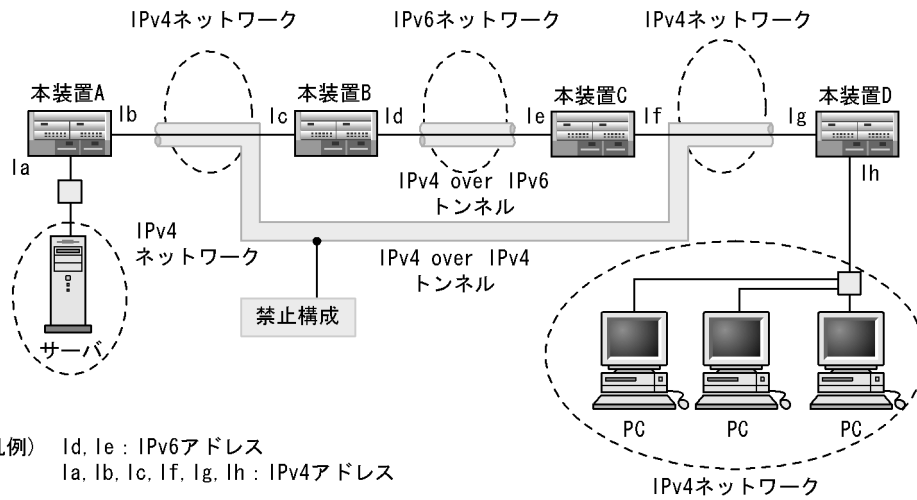 IPv4ネットワーク
IPv6ネットワーク
IPv4ネットワーク
本装置A
Ib
Ic
本装置B
Id
Ie
本装置C
If
Ig
本装置D
Ia
Ih
IPv4 over IPv6
トンネル
IPv4
ネットワーク
IPv4 over IPv4
トンネル
禁止構成
サーバ
PC
PC
PC
例) Id, Ie : IPv6アドレス
Ia, Ib, Ic, If, Ig, Ih : IPv4アドレス
IPv4ネットワーク